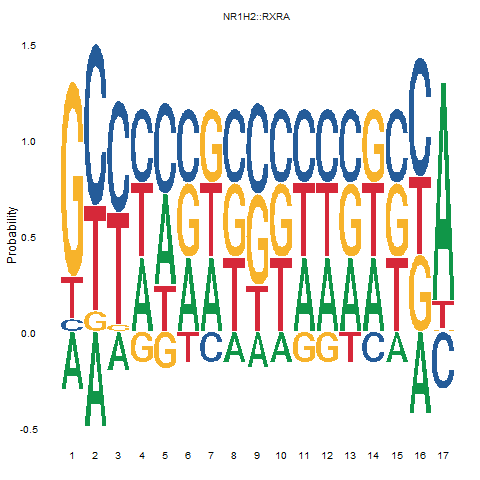 NR1H2::RXRA
1.5
1.0
0.5
0.0
-0.5
Probability
C C C C C C G C C C C C C G C C A
G C C T A G T G G G T T G T G T A
T T T A T A A T T T A A A A T G T
C G G G G T C A A A G G T C A A C
A A A
1 2 3 4 5 6 7 8 9 10 11 12 13 14 15 16 17